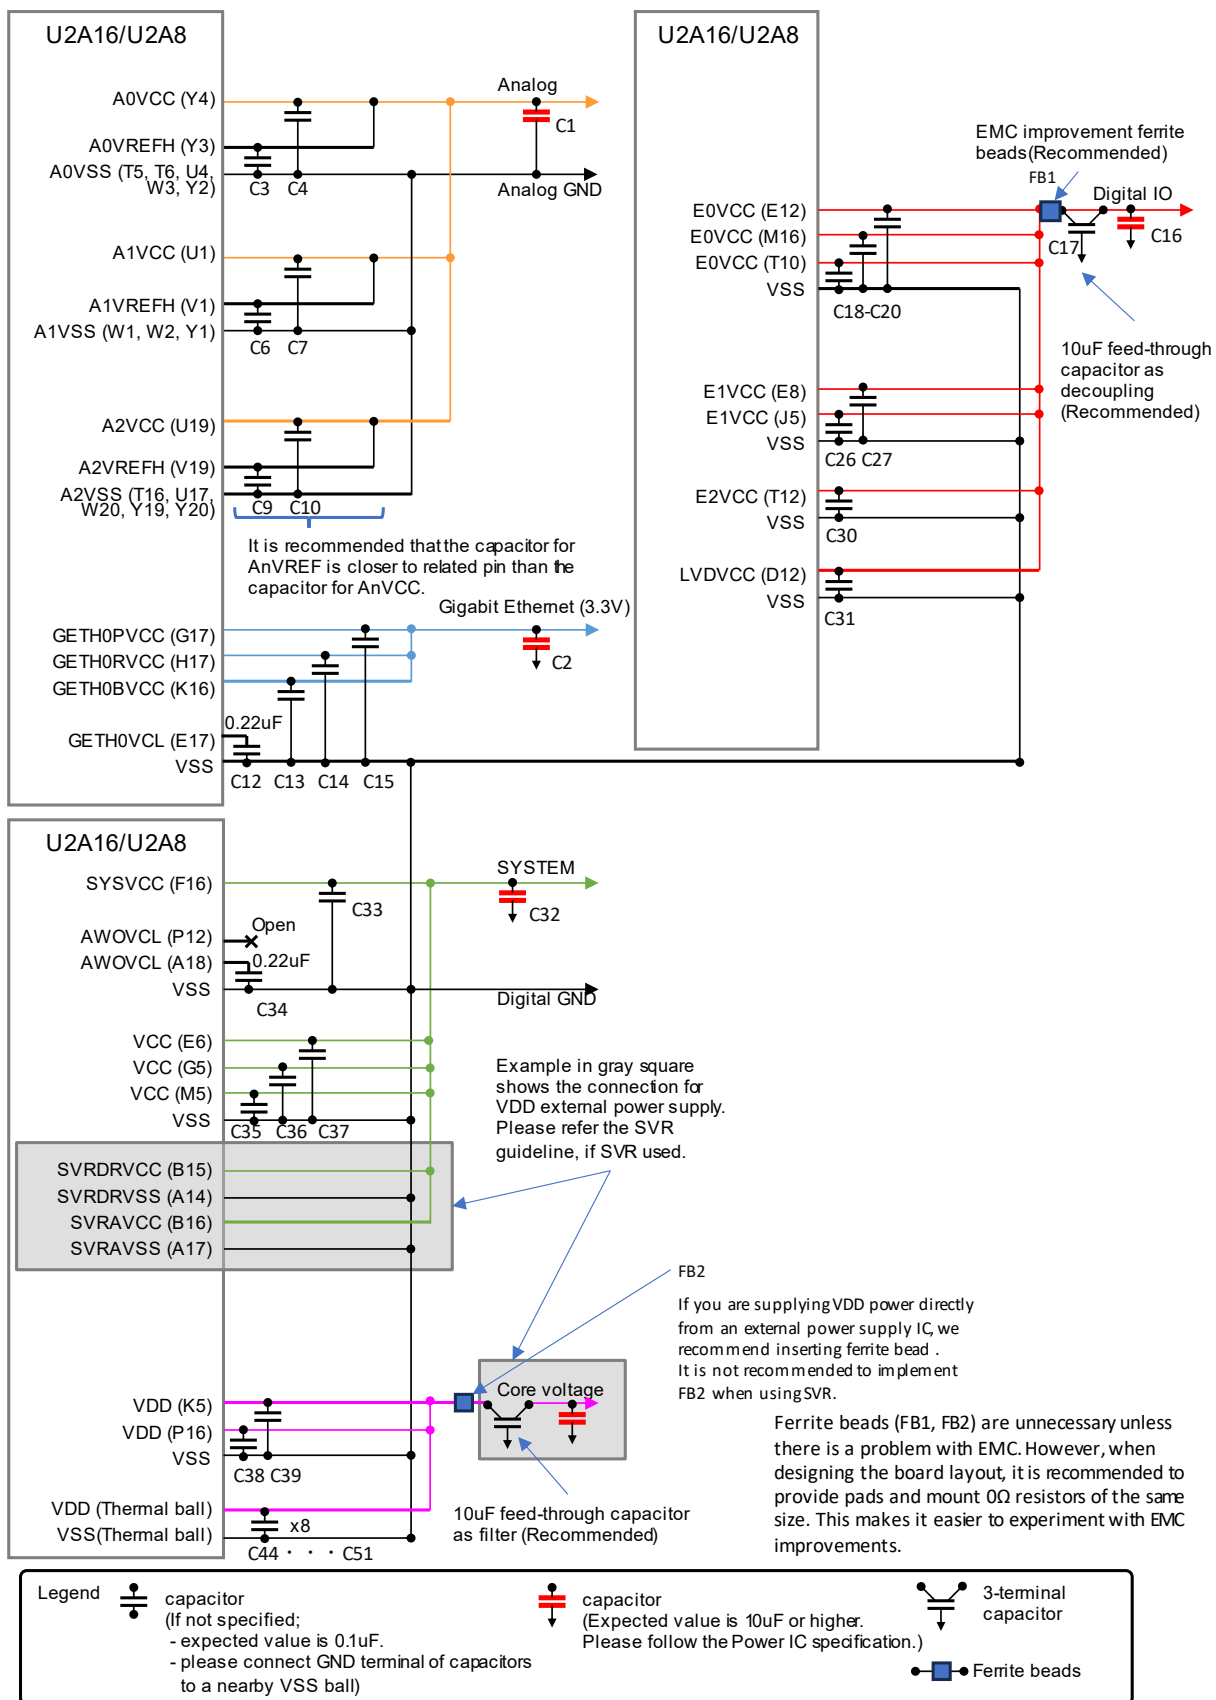 U2A16/U2A8
A0VCC (Y4)
A0VREFH (Y3)
A0VSS (T5, T6, U4,
W3, Y2)
C3
C4
Analog
C1
Analog GND
A1VCC (U1)
A1VREFH (V1)
A1VSS (W1, W2, Y1)
C6
C7
A2VCC (U19)
A2VREFH (V19)
A2VSS (T16, U17,
W20, Y19, Y20)
C9
C10
It is recommended that the capacitor for
AnVREF is closer to related pin than the
capacitor for AnVCC.
Gigabit Ethernet (3.3V)
GETH0PVCC (G17)
GETH0RVCC (H17)
GETH0BVCC (K16)
C2
0.22uF
GETH0VCL (E17)
VSS
C12
C13
C14
C15
U2A16/U2A8
EMC improvement ferrite
beads(Recommended)
FB1
Digital IO
E0VCC (E12)
E0VCC (M16)
E0VCC (T10)
VSS
C17
C16
C18-C20
10uF feed-through
capacitor as
decoupling
(Recommended)
E1VCC (E8)
E1VCC (J5)
VSS
C26 C27
E2VCC (T12)
VSS
C30
LVDVCC (D12)
VSS
C31
U2A16/U2A8
SYSVCC (F16)
C33
SYSTEM
C32
Open
AWOVCL (P12)
AWOVCL (A18)
0.22uF
VSS
C34
Digital GND
VCC (E6)
VCC (G5)
VCC (M5)
VSS
C35
C36
C37
Example in gray square
shows the connection for
VDD external power supply.
Please refer the SVR
guideline, if SVR used.
SVRDRVCC (B15)
SVRDRVSS (A14)
SVRAVCC (B16)
SVRAVSS (A17)
FB2
If you are supplying VDD power directly
from an external power supply IC, we
recommend inserting ferrite bead .
It is not recommended to implement
FB2 when using SVR.
Core voltage
VDD (K5)
VDD (P16)
VSS
C38 C39
VDD (Thermal ball)
VSS(Thermal ball)
x8
C44 · · · C51
10uF feed-through capacitor
as filter (Recommended)
Ferrite beads (FB1, FB2) are unnecessary unless
there is a problem with EMC. However, when
designing the board layout, it is recommended to
provide pads and mount 0Ω resistors of the same
size. This makes it easier to experiment with EMC
improvements.
Legend
capacitor
(If not specified;
- expected value is 0.1uF.
- please connect GND terminal of capacitors
to a nearby VSS ball)
capacitor
(Expected value is 10uF or higher.
Please follow the Power IC specification.)
3-terminal
capacitor
Ferrite beads